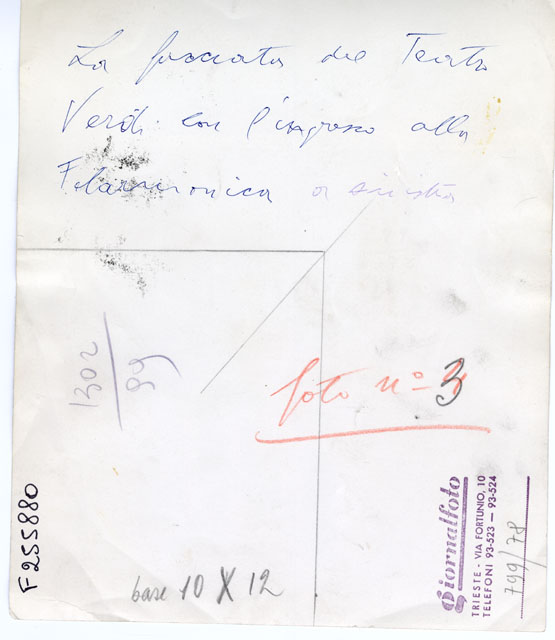 La facciata del Teatro
Verdi con l'ingresso alla
Filarmonica a sinistra
1302/89
foto nº 3
F255880
base 10 X 12
Giornalfoto
TRIESTE - VIA FORTUNIO, 10
TELEFONI 93-523 - 93-524
799/78